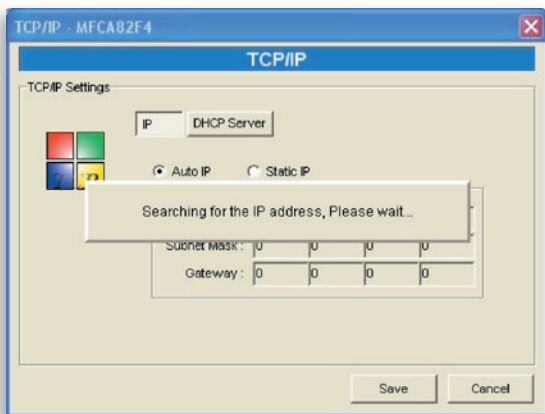 TCP/IP - MFCA82F4
TCP/IP
TCP/IP Settings
IP DHCP Server
Auto IP Static IP
Searching for the IP address, Please wait...
Subnet Mask : 0 0 0 0
Gateway : 0 0 0 0
Save Cancel